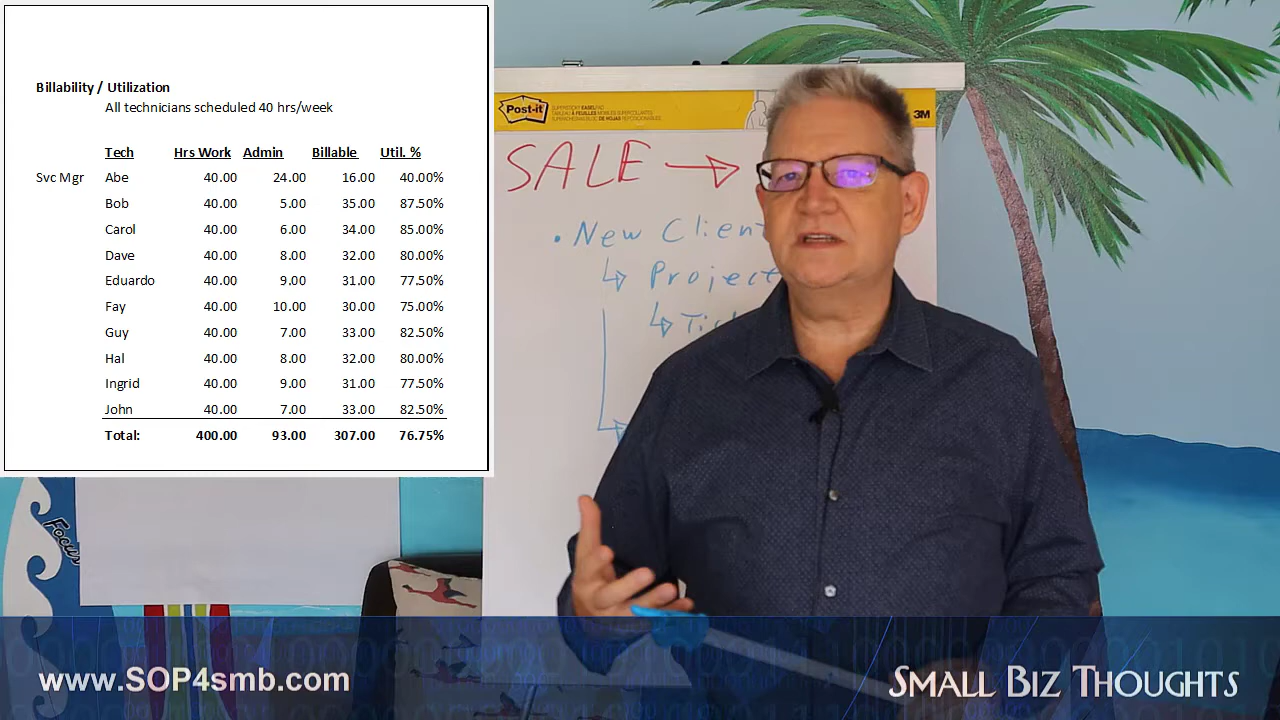 Billability / Utilization
All technicians scheduled 40 hrs/week
Tech Hrs Work Admin Billable Util. %
Svc Mgr Abe 40.00 24.00 16.00 40.00%
Bob 40.00 5.00 35.00 87.50%
Carol 40.00 6.00 34.00 85.00%
Dave 40.00 8.00 32.00 80.00%
Eduardo 40.00 9.00 31.00 77.50%
Fay 40.00 10.00 30.00 75.00%
Guy 40.00 7.00 33.00 82.50%
Hal 40.00 8.00 32.00 80.00%
Ingrid 40.00 9.00 31.00 77.50%
John 40.00 7.00 33.00 82.50%
Total: 400.00 93.00 307.00 76.75%
Post-it
3M
SALE →
• New Client
↳ Project
Focus
www.SOP4smb.com
SMALL BIZ THOUGHTS